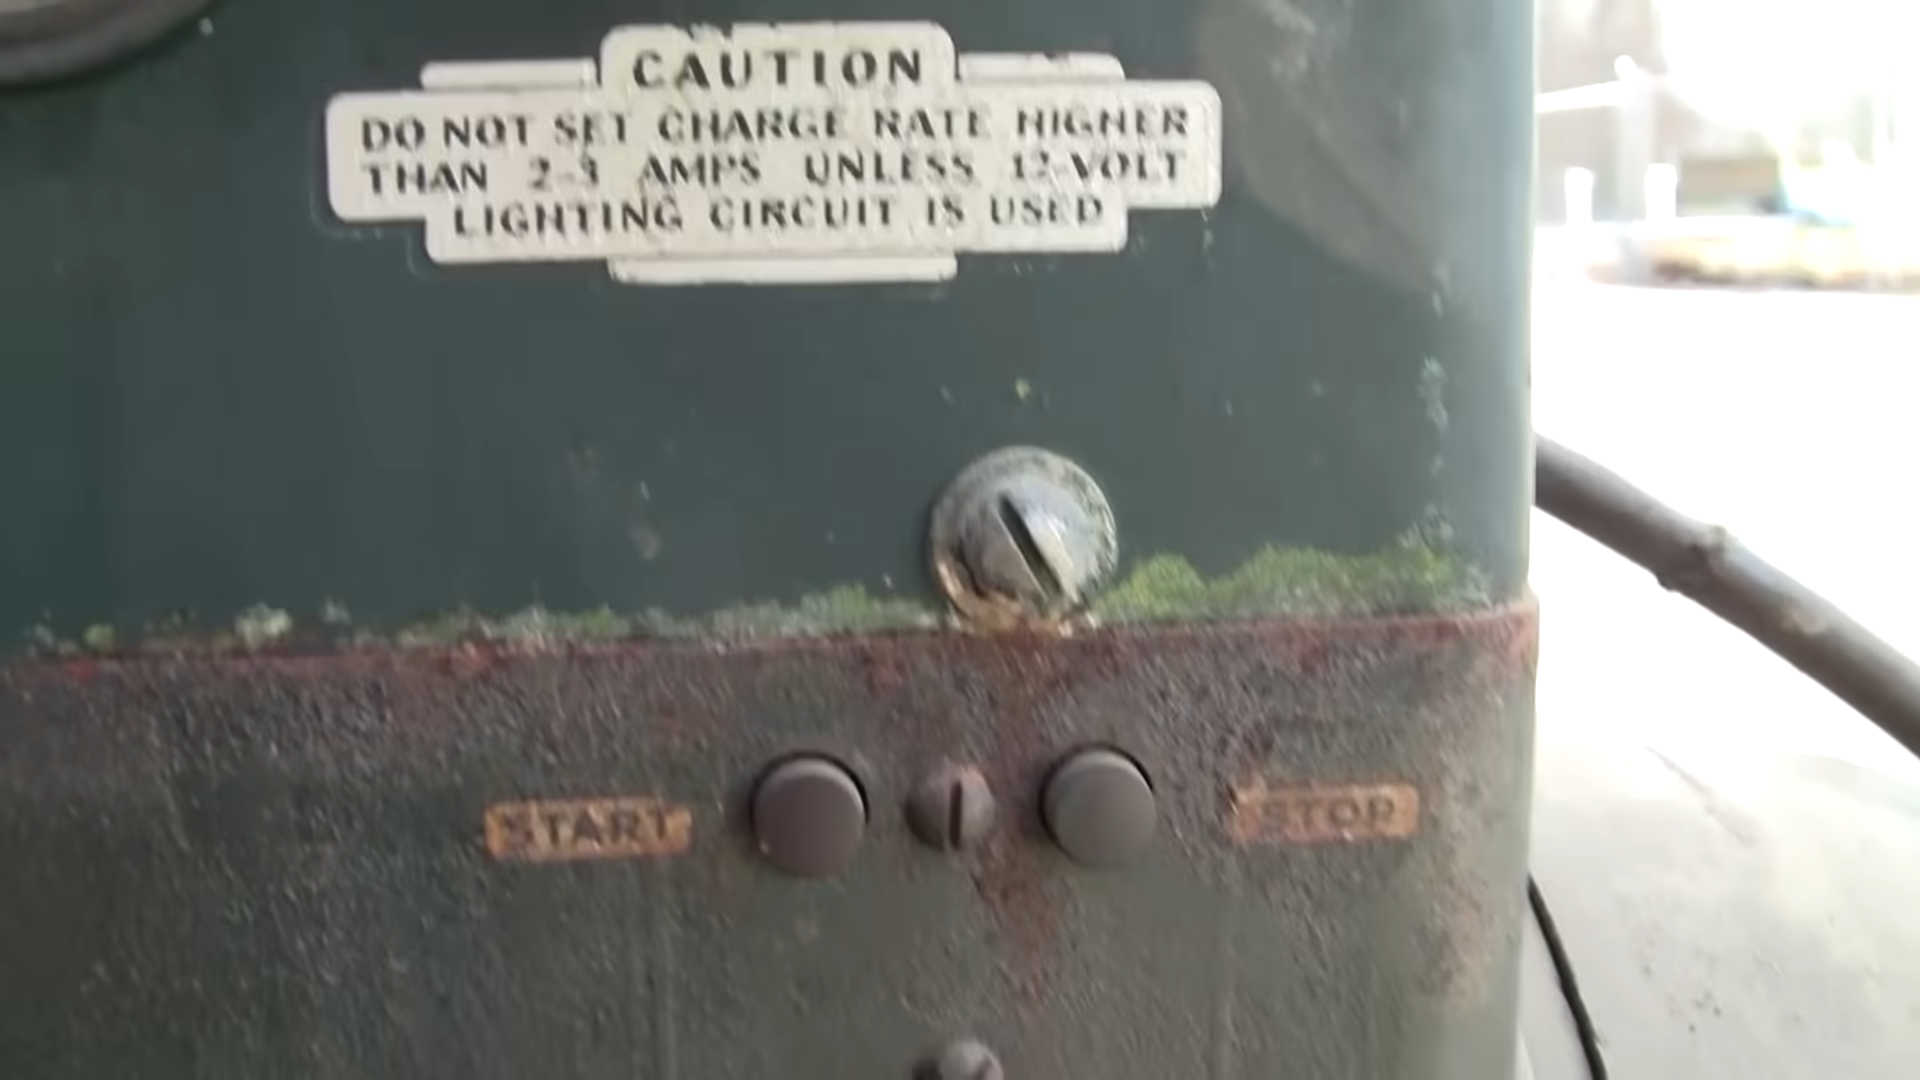 CAUTION
DO NOT SET CHARGE RATE HIGHER
THAN 2-3 AMPS UNLESS 12-VOLT
LIGHTING CIRCUIT IS USED
START STOP